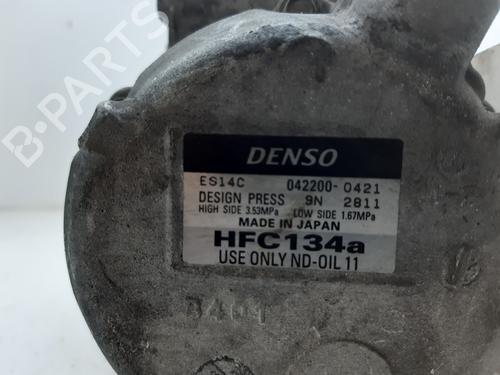 B-PARTS
DENSO
ES14C 042200-0421
DESIGN PRESS 9N 2811
HIGH SIDE 3.53MPa LOW SIDE 1.67MPa
MADE IN JAPAN
HFC134a
USE ONLY ND-OIL 11